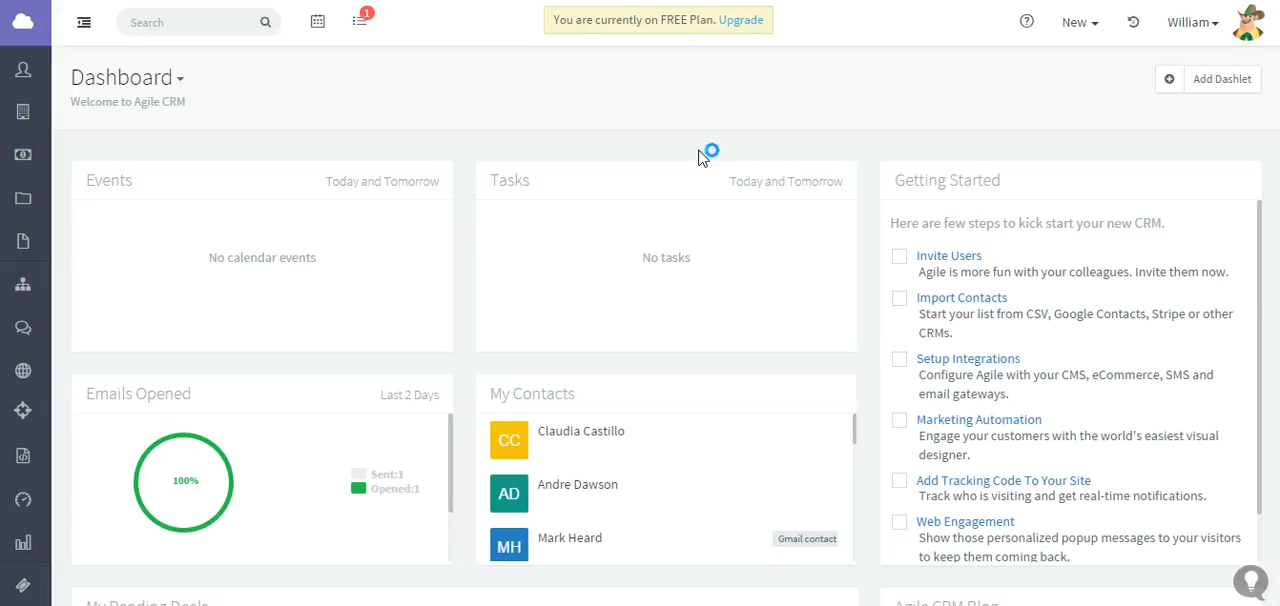 Search
1
You are currently on FREE Plan. Upgrade
New
William
Dashboard
Welcome to Agile CRM
Add Dashlet
Events
Today and Tomorrow
No calendar events
Tasks
Today and Tomorrow
No tasks
Getting Started
Here are few steps to kick start your new CRM.
Invite Users
Agile is more fun with your colleagues. Invite them now.
Import Contacts
Start your list from CSV, Google Contacts, Stripe or other
CRMs.
Setup Integrations
Configure Agile with your CMS, eCommerce, SMS and
email gateways.
Marketing Automation
Engage your customers with the world's easiest visual
designer.
Add Tracking Code To Your Site
Track who is visiting and get real-time notifications.
Web Engagement
Show those personalized popup messages to your visitors
to keep them coming back.
Emails Opened
Last 2 Days
100%
Sent:1
Opened:1
My Contacts
CC
Claudia Castillo
AD
Andre Dawson
MH
Mark Heard
Gmail contact
My Pending Deals
Agile CRM Blog